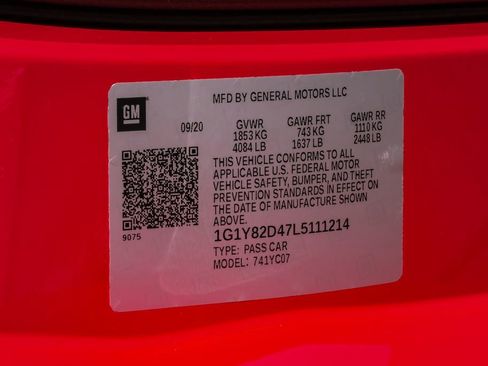 MFD BY GENERAL MOTORS LLC
GM
09/20
GVWR GAWR FRT GAWR RR
1853 KG 743 KG 1110 KG
4084 LB 1637 LB 2448 LB
THIS VEHICLE CONFORMS TO ALL
APPLICABLE U.S. FEDERAL MOTOR
VEHICLE SAFETY, BUMPER, AND THEFT
PREVENTION STANDARDS IN EFFECT ON
THE DATE OF MANUFACTURE SHOWN
ABOVE.
9075
1G1Y82D47L5111214
TYPE: PASS CAR
MODEL: 741YC07